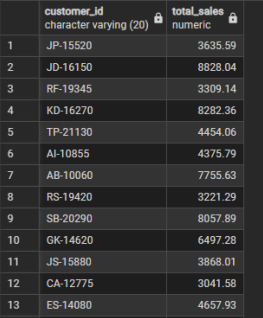 customer_id total_sales
character varying (20) numeric
1 JP-15520 3635.59
2 JD-16150 8828.04
3 RF-19345 3309.14
4 KD-16270 8282.36
5 TP-21130 4454.06
6 AI-10855 4375.79
7 AB-10060 7755.63
8 RS-19420 3221.29
9 SB-20290 8057.89
10 GK-14620 6497.28
11 JS-15880 3868.01
12 CA-12775 3041.58
13 ES-14080 4657.93